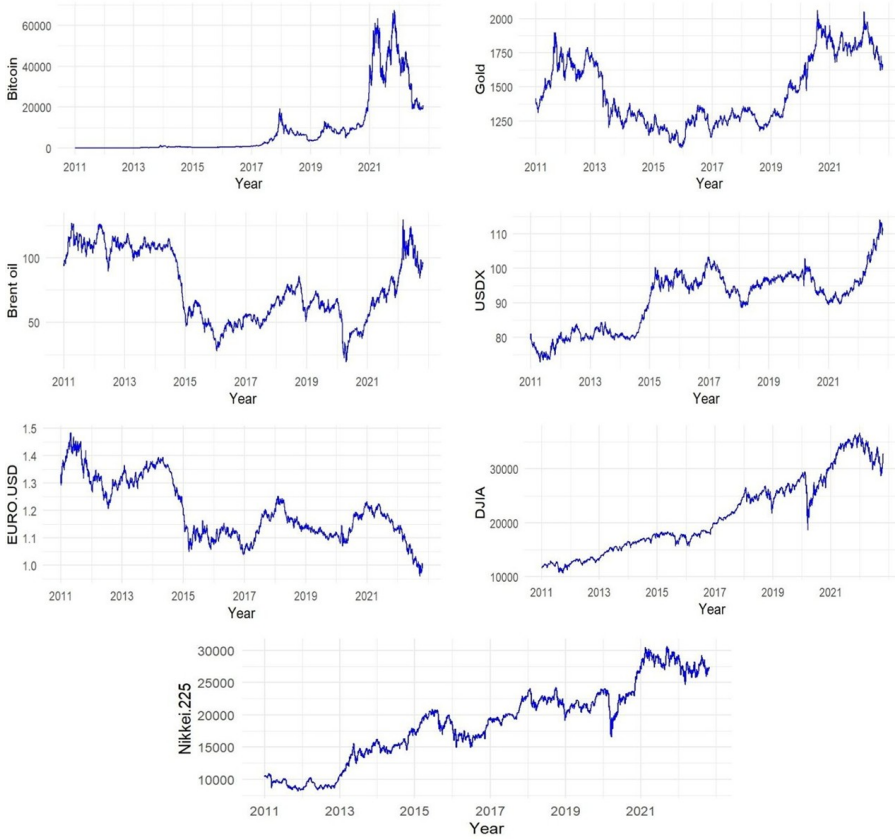 Bitcoin
60000
40000
20000
0
2011 2013 2015 2017 2019 2021
Year
Gold
2000
1750
1500
1250
2011 2013 2015 2017 2019 2021
Year
Brent oil
100
50
2011 2013 2015 2017 2019 2021
Year
USDX
110
100
90
80
2011 2013 2015 2017 2019 2021
Year
EURO.USD
1.5
1.4
1.3
1.2
1.1
1.0
2011 2013 2015 2017 2019 2021
Year
DJIA
30000
20000
10000
2011 2013 2015 2017 2019 2021
Year
Nikkei.225
30000
25000
20000
15000
10000
2011 2013 2015 2017 2019 2021
Year